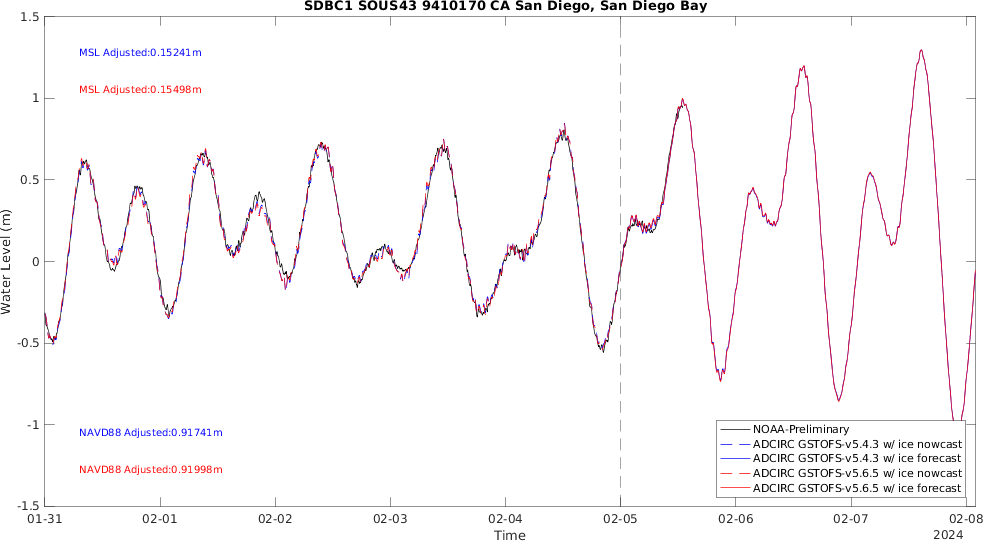 SDBC1 SOUS43 9410170 CA San Diego, San Diego Bay
1.5
MSL Adjusted:0.15241m
MSL Adjusted:0.15498m
1
0.5
0
-0.5
-1
-1.5
Water Level (m)
NAVD88 Adjusted:0.91741m
NAVD88 Adjusted:0.91998m
NOAA-Preliminary
ADCIRC GSTOFS-v5.4.3 w/ ice nowcast
ADCIRC GSTOFS-v5.4.3 w/ ice forecast
ADCIRC GSTOFS-v5.6.5 w/ ice nowcast
ADCIRC GSTOFS-v5.6.5 w/ ice forecast
01-31 02-01 02-02 02-03 02-04 02-05 02-06 02-07 02-08
Time
2024